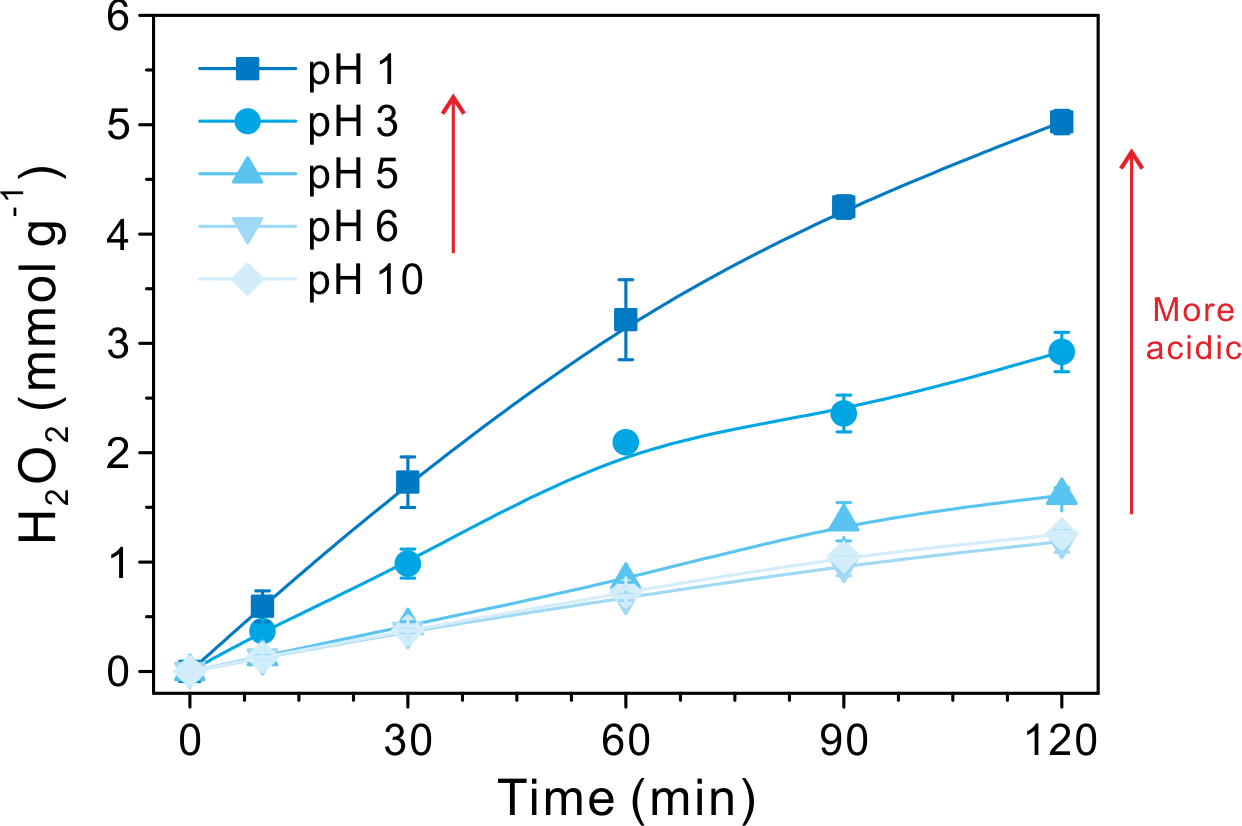 6
5
4
3
2
1
0
H₂O₂ (mmol g⁻¹)
pH 1
pH 3
pH 5
pH 6
pH 10
More
acidic
0 30 60 90 120
Time (min)